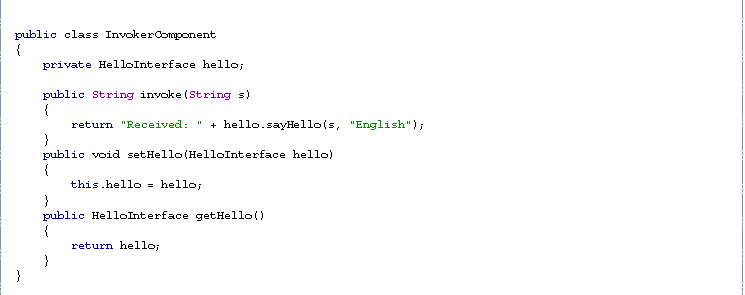 public class InvokerComponent
{
    private HelloInterface hello;

    public String invoke(String s)
    {
        return "Received: " + hello.sayHello(s, "English");
    }
    public void setHello(HelloInterface hello)
    {
        this.hello = hello;
    }
    public HelloInterface getHello()
    {
        return hello;
    }
}